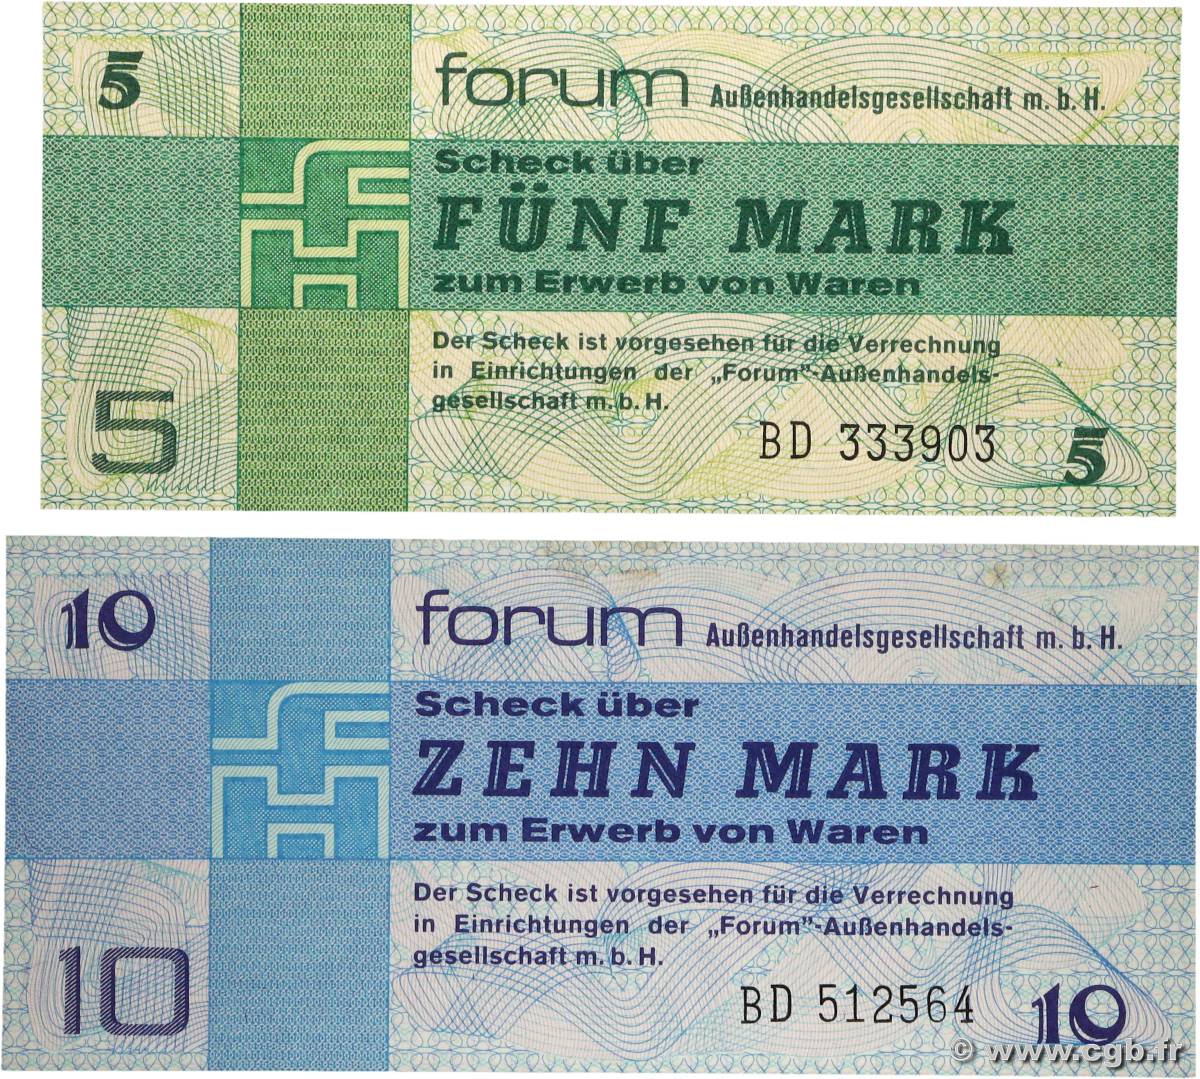 5
forum Außenhandelsgesellschaft m. b. H.
Scheck über
FÜNF MARK
zum Erwerb von Waren
Der Scheck ist vorgesehen für die Verrechnung
in Einrichtungen der „Forum”-Außenhandels-
gesellschaft m. b. H.
5
BD 333903
5
10
forum Außenhandelsgesellschaft m. b. H.
Scheck über
ZEHN MARK
zum Erwerb von Waren
Der Scheck ist vorgesehen für die Verrechnung
in Einrichtungen der „Forum”-Außenhandels-
gesellschaft m. b. H.
10
BD 512564
10
© www.cgb.fr